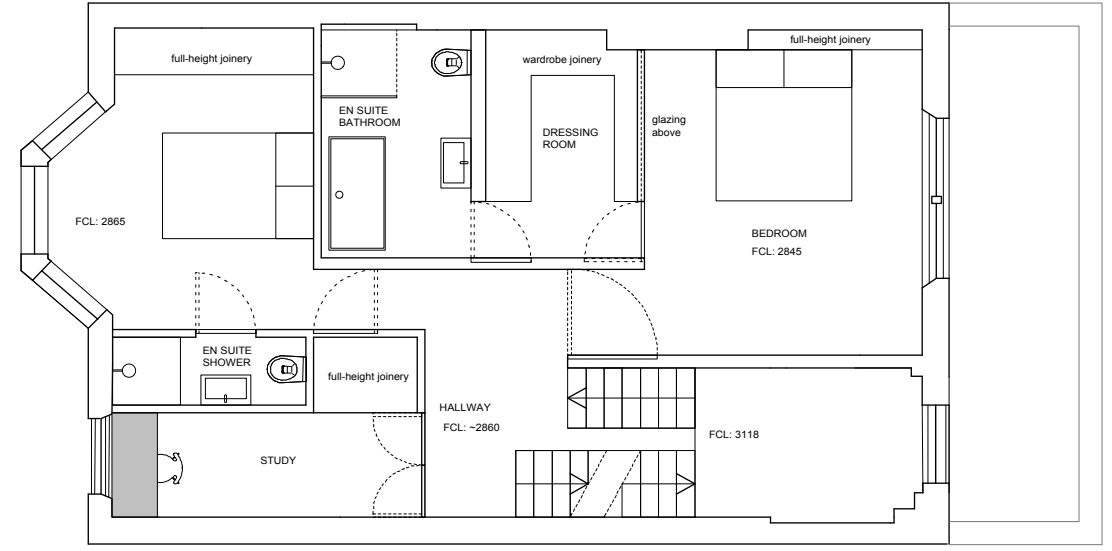 full-height joinery
full-height joinery
wardrobe joinery
EN SUITE
BATHROOM
glazing
above
DRESSING
ROOM
FCL: 2865
BEDROOM
FCL: 2845
EN SUITE
SHOWER
full-height joinery
HALLWAY
FCL: ~2860
FCL: 3118
STUDY